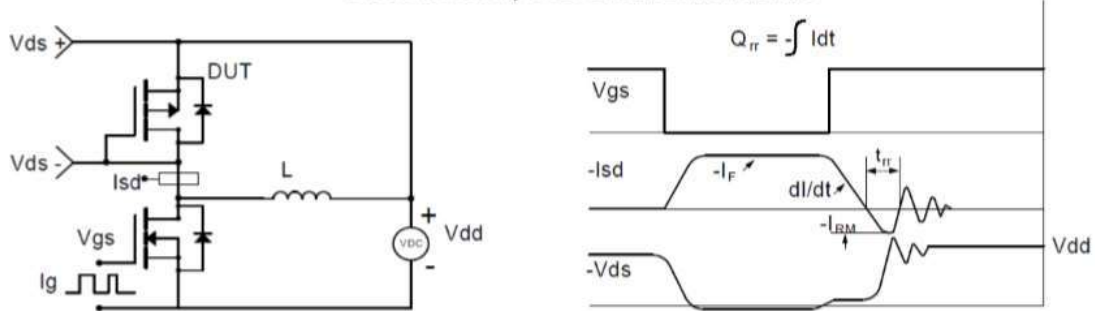 Vds +
DUT
Vds -
Isd
L
Vgs
+
VDC
Vdd
-
Ig
Qrr = -∫ Idt
Vgs
-Isd
-IF
dI/dt
trr
-IRM
Vdd
-Vds